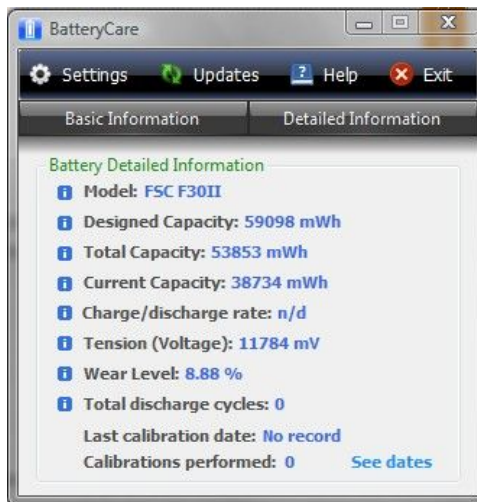 BatteryCare
Settings Updates Help Exit
Basic Information Detailed Information
Battery Detailed Information
Model: FSC F30II
Designed Capacity: 59098 mWh
Total Capacity: 53853 mWh
Current Capacity: 38734 mWh
Charge/discharge rate: n/d
Tension (Voltage): 11784 mV
Wear Level: 8.88 %
Total discharge cycles: 0
Last calibration date: No record
Calibrations performed: 0 See dates